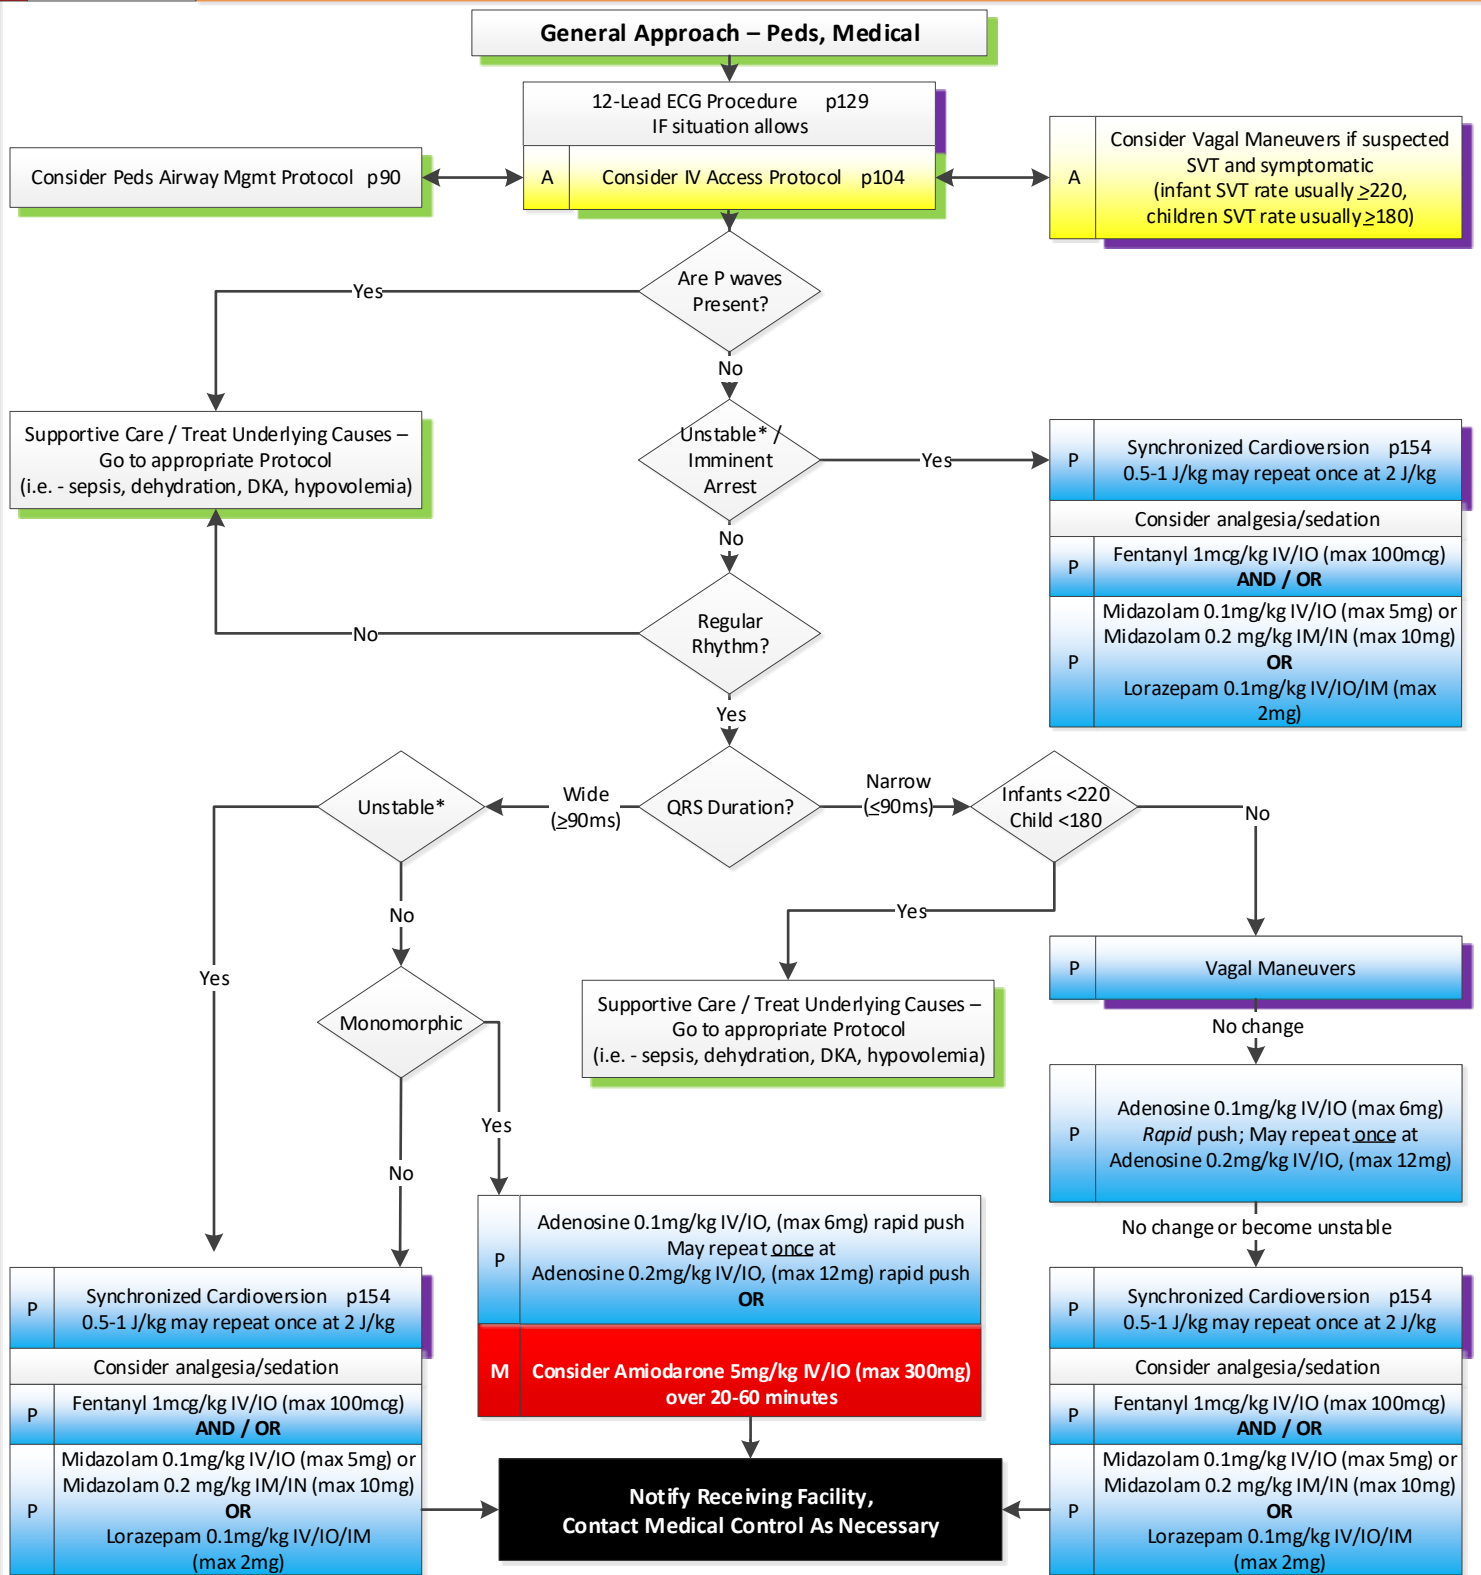 General Approach – Peds, Medical
12-Lead ECG Procedure p129
IF situation allows
A
Consider IV Access Protocol p104
Consider Peds Airway Mgmt Protocol p90
A
Consider Vagal Maneuvers if suspected
SVT and symptomatic
(infant SVT rate usually ≥220,
children SVT rate usually ≥180)
Are P waves
Present?
Yes
No
Supportive Care / Treat Underlying Causes –
Go to appropriate Protocol
(i.e. - sepsis, dehydration, DKA, hypovolemia)
Unstable* /
Imminent
Arrest
Yes
No
P
Synchronized Cardioversion p154
0.5-1 J/kg may repeat once at 2 J/kg
Consider analgesia/sedation
P
Fentanyl 1mcg/kg IV/IO (max 100mcg)
AND / OR
P
Midazolam 0.1mg/kg IV/IO (max 5mg) or
Midazolam 0.2 mg/kg IM/IN (max 10mg)
OR
Lorazepam 0.1mg/kg IV/IO/IM (max
2mg)
Regular
Rhythm?
No
Yes
QRS Duration?
Wide
(≥90ms)
Narrow
(≤90ms)
Unstable*
Infants <220
Child <180
No
Yes
No
Yes
Monomorphic
Yes
No
Supportive Care / Treat Underlying Causes –
Go to appropriate Protocol
(i.e. - sepsis, dehydration, DKA, hypovolemia)
P
Vagal Maneuvers
No change
P
Adenosine 0.1mg/kg IV/IO (max 6mg)
Rapid push; May repeat once at
Adenosine 0.2mg/kg IV/IO, (max 12mg)
No change or become unstable
P
Adenosine 0.1mg/kg IV/IO, (max 6mg) rapid push
May repeat once at
Adenosine 0.2mg/kg IV/IO, (max 12mg) rapid push
OR
M
Consider Amiodarone 5mg/kg IV/IO (max 300mg)
over 20-60 minutes
P
Synchronized Cardioversion p154
0.5-1 J/kg may repeat once at 2 J/kg
Consider analgesia/sedation
P
Fentanyl 1mcg/kg IV/IO (max 100mcg)
AND / OR
P
Midazolam 0.1mg/kg IV/IO (max 5mg) or
Midazolam 0.2 mg/kg IM/IN (max 10mg)
OR
Lorazepam 0.1mg/kg IV/IO/IM
(max 2mg)
P
Synchronized Cardioversion p154
0.5-1 J/kg may repeat once at 2 J/kg
Consider analgesia/sedation
P
Fentanyl 1mcg/kg IV/IO (max 100mcg)
AND / OR
P
Midazolam 0.1mg/kg IV/IO (max 5mg) or
Midazolam 0.2 mg/kg IM/IN (max 10mg)
OR
Lorazepam 0.1mg/kg IV/IO/IM
(max 2mg)
Notify Receiving Facility,
Contact Medical Control As Necessary